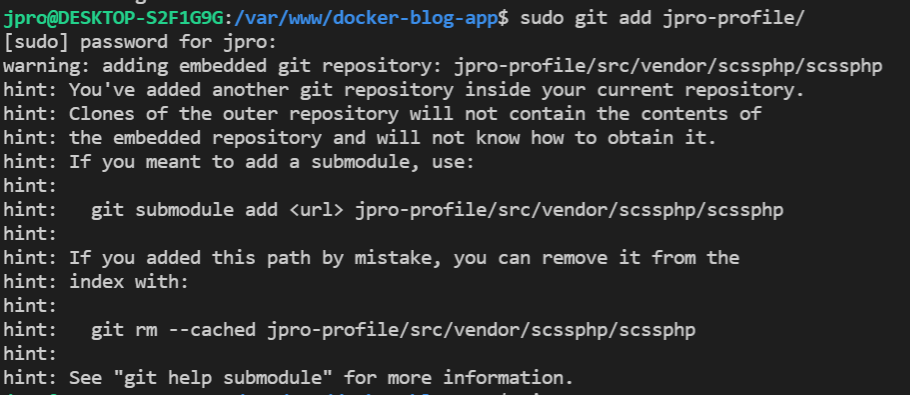 jpro@DESKTOP-S2F1G9G:/var/www/docker-blog-app$ sudo git add jpro-profile/
[sudo] password for jpro:
warning: adding embedded git repository: jpro-profile/src/vendor/scssphp/scssphp
hint: You've added another git repository inside your current repository.
hint: Clones of the outer repository will not contain the contents of
hint: the embedded repository and will not know how to obtain it.
hint: If you meant to add a submodule, use:
hint:
hint:   git submodule add <url> jpro-profile/src/vendor/scssphp/scssphp
hint:
hint: If you added this path by mistake, you can remove it from the
hint: index with:
hint:
hint:   git rm --cached jpro-profile/src/vendor/scssphp/scssphp
hint:
hint: See "git help submodule" for more information.